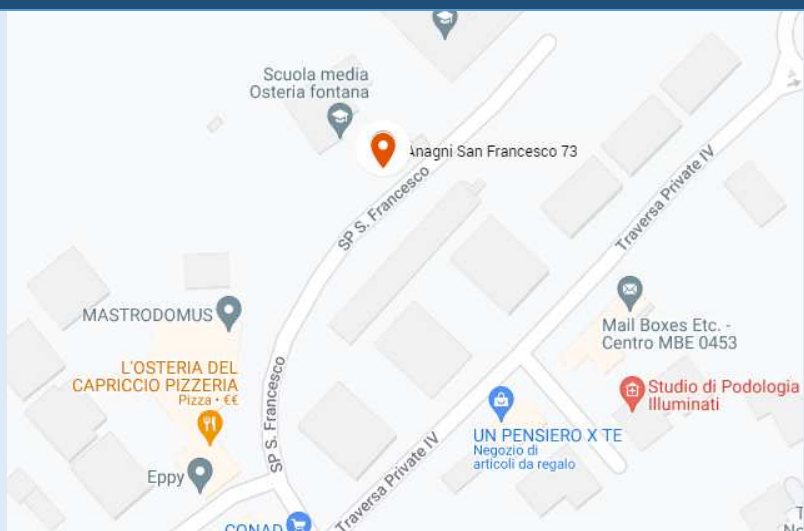 Scuola media
Osteria fontana
Anagni San Francesco 73
SP S. Francesco
Traversa Private IV
MASTRODOMUS
L'OSTERIA DEL
CAPRICCIO PIZZERIA
Pizza • €€
Mail Boxes Etc. -
Centro MBE 0453
Studio di Podologia
Illuminati
SP S. Francesco
UN PENSIERO X TE
Negozio di
articoli da regalo
Eppy
Traversa Private IV
CONAD